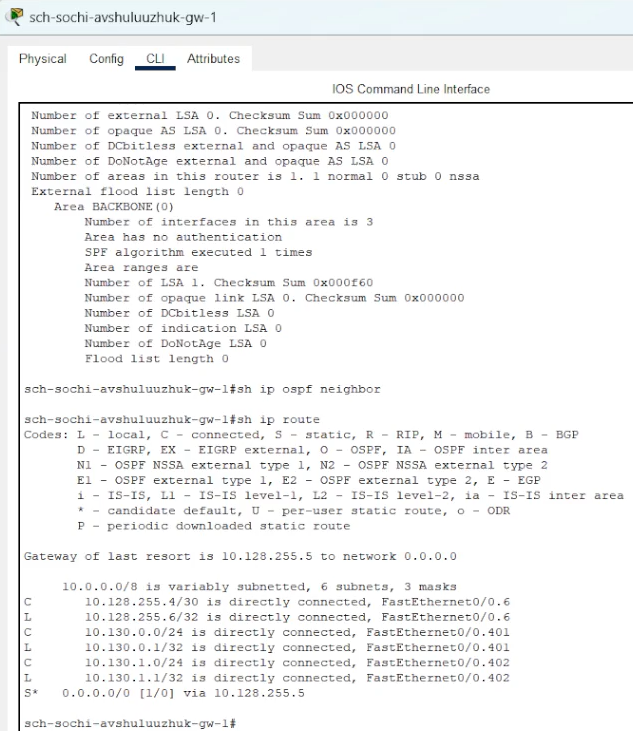 sch-sochi-avshuluuzhuk-gw-1
Physical Config CLI Attributes
IOS Command Line Interface
Number of external LSA 0. Checksum Sum 0x000000
Number of opaque AS LSA 0. Checksum Sum 0x000000
Number of DCbitless external and opaque AS LSA 0
Number of DoNotAge external and opaque AS LSA 0
Number of areas in this router is 1. 1 normal 0 stub 0 nssa
External flood list length 0
Area BACKBONE(0)
Number of interfaces in this area is 3
Area has no authentication
SPF algorithm executed 1 times
Area ranges are
Number of LSA 1. Checksum Sum 0x000f60
Number of opaque link LSA 0. Checksum Sum 0x000000
Number of DCbitless LSA 0
Number of indication LSA 0
Number of DoNotAge LSA 0
Flood list length 0
sch-sochi-avshuluuzhuk-gw-1#sh ip ospf neighbor
sch-sochi-avshuluuzhuk-gw-1#sh ip route
Codes: L - local, C - connected, S - static, R - RIP, M - mobile, B - BGP
D - EIGRP, EX - EIGRP external, O - OSPF, IA - OSPF inter area
N1 - OSPF NSSA external type 1, N2 - OSPF NSSA external type 2
E1 - OSPF external type 1, E2 - OSPF external type 2, E - EGP
i - IS-IS, L1 - IS-IS level-1, L2 - IS-IS level-2, ia - IS-IS inter area
* - candidate default, U - per-user static route, o - ODR
P - periodic downloaded static route
Gateway of last resort is 10.128.255.5 to network 0.0.0.0
10.0.0.0/8 is variably subnetted, 6 subnets, 3 masks
C 10.128.255.4/30 is directly connected, FastEthernet0/0.6
L 10.128.255.6/32 is directly connected, FastEthernet0/0.6
C 10.130.0.0/24 is directly connected, FastEthernet0/0.401
L 10.130.0.1/32 is directly connected, FastEthernet0/0.401
C 10.130.1.0/24 is directly connected, FastEthernet0/0.402
L 10.130.1.1/32 is directly connected, FastEthernet0/0.402
S* 0.0.0.0/0 [1/0] via 10.128.255.5
sch-sochi-avshuluuzhuk-gw-1#